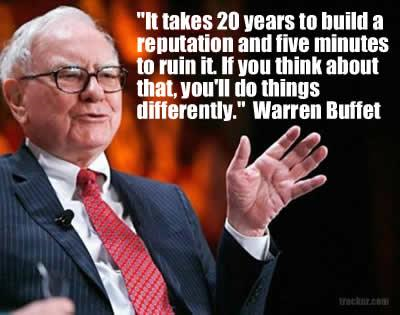 "It takes 20 years to build a
reputation and five minutes
to ruin it. If you think about
that, you'll do things
differently."  Warren Buffet
trecknr.com